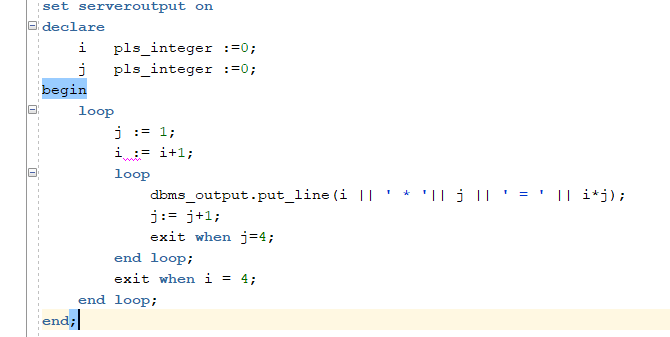 set serveroutput on
declare
    i   pls_integer :=0;
    j   pls_integer :=0;
begin
    loop
        j := 1;
        i := i+1;
        loop
            dbms_output.put_line(i || ' * '|| j || ' = ' || i*j);
            j:= j+1;
            exit when j=4;
        end loop;
        exit when i = 4;
    end loop;
end;